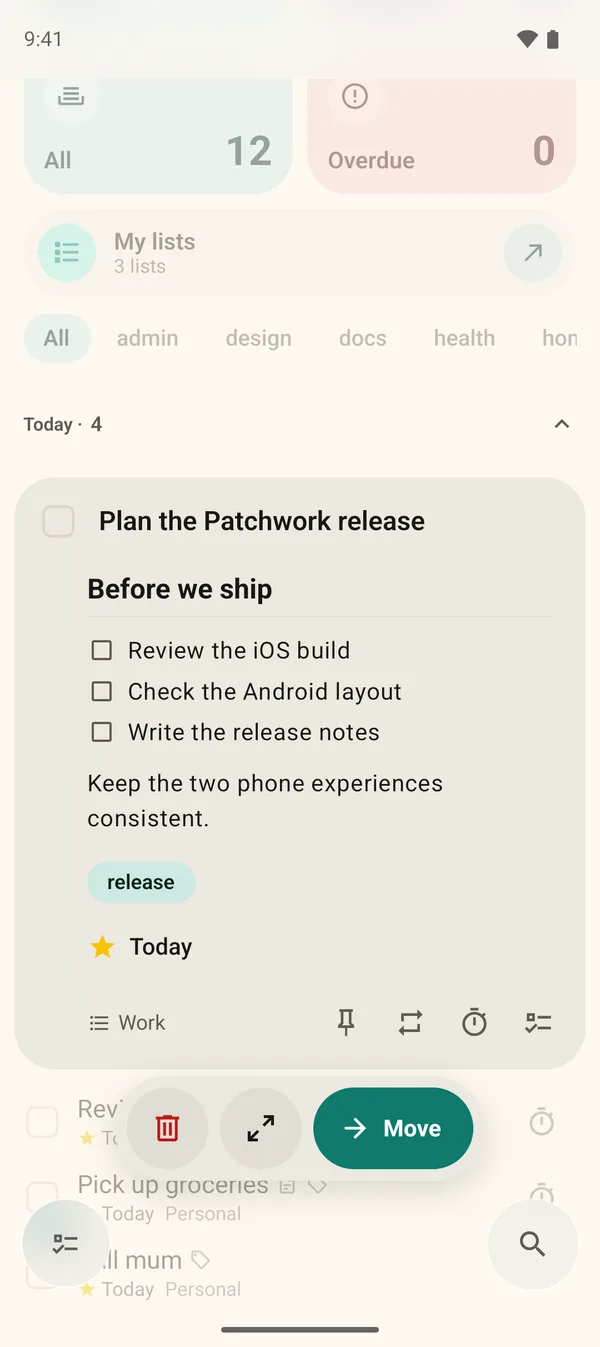 9:41
All
12
Overdue
0
My lists
3 lists
All
admin
design
docs
health
Today · 4
Plan the Patchwork release
Before we ship
Review the iOS build
Check the Android layout
Write the release notes
Keep the two phone experiences
consistent.
release
Today
Work
Move
Pick up groceries
Today Personal
mum
Today Personal